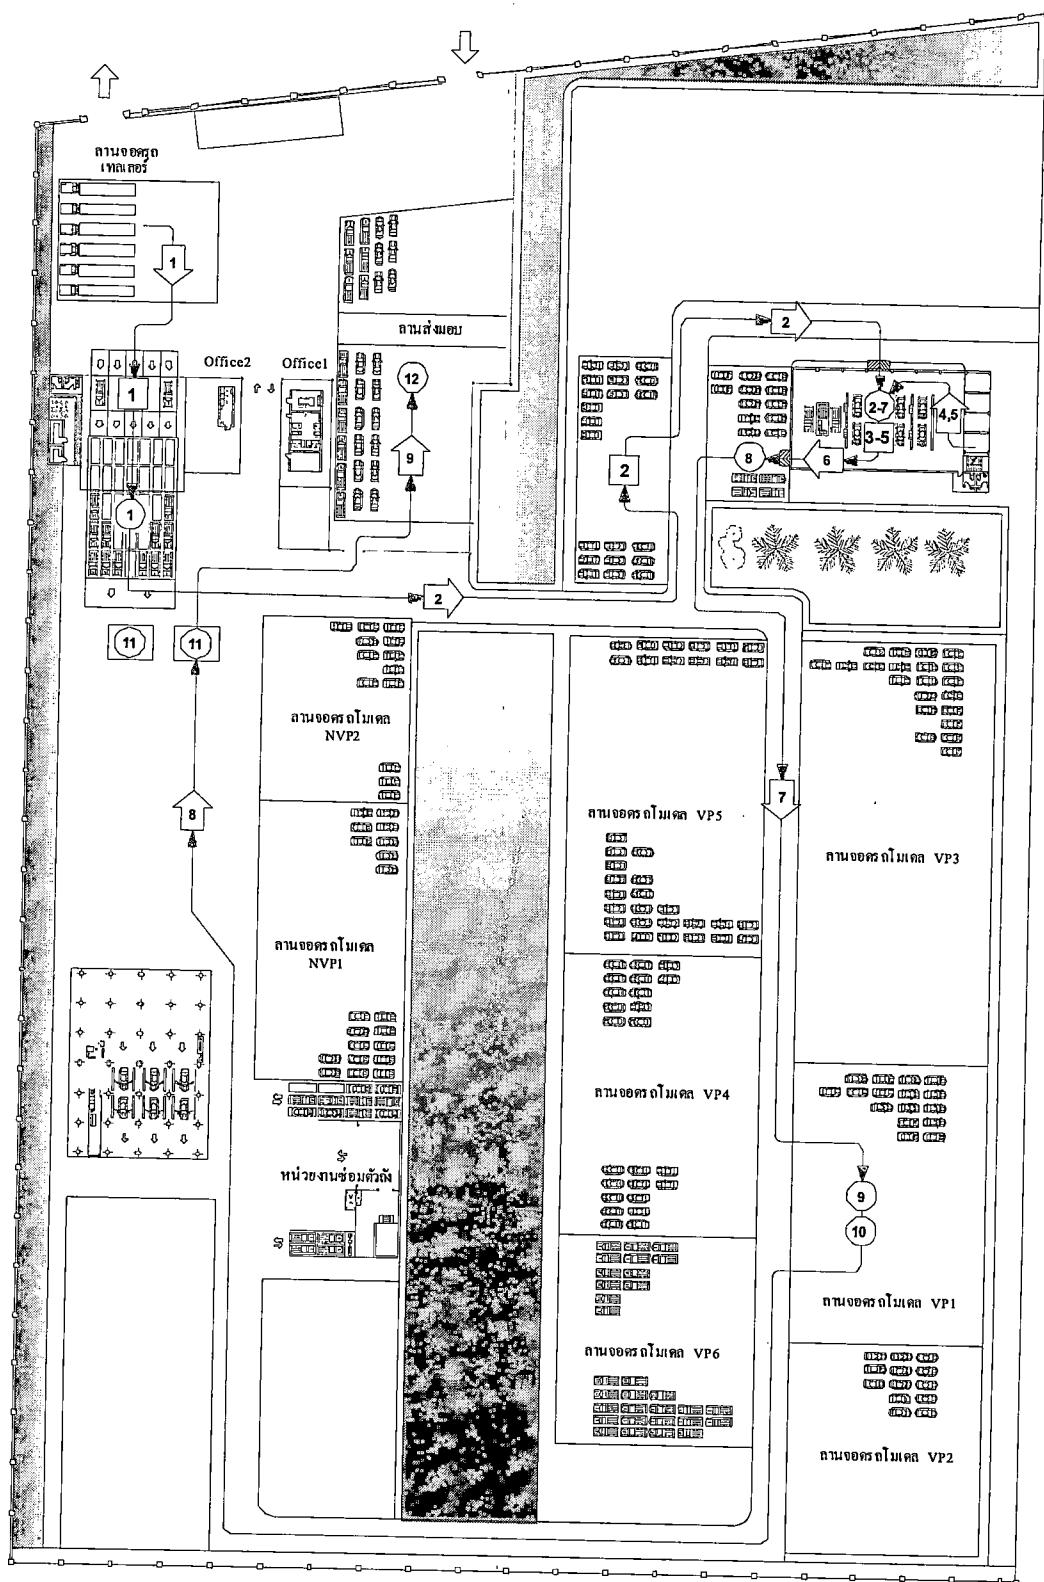 ลานจอดรถ
เทลเลอร์
1
1
1
Office2
Office1
ลานส่งมอบ
12
9
2
2
2
2-7
3-5
4,5
6
8
11
11
8
ลานจอดรถโมเดล
NVP2
ลานจอดรถโมเดล
NVP1
หน่วยงานซ่อมตัวถัง
ลานจอดรถโมเดล VP5
7
ลานจอดรถโมเดล VP3
ลานจอดรถโมเดล VP4
9
10
ลานจอดรถโมเดล VP1
ลานจอดรถโมเดล VP6
ลานจอดรถโมเดล VP2